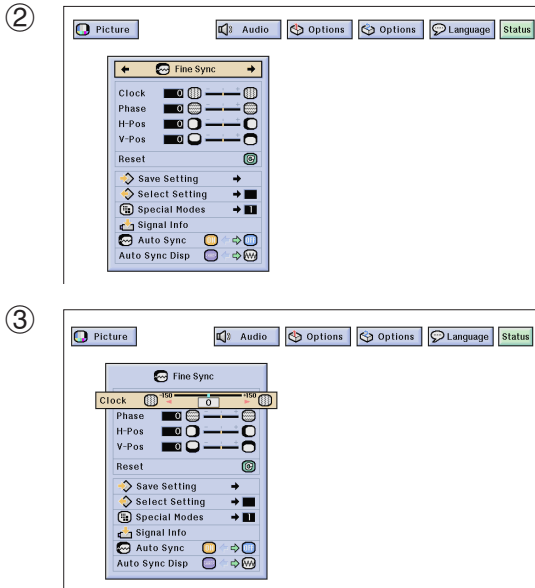 ②
Picture Audio Options Options Language Status
Fine Sync
Clock 0
Phase 0
H-Pos 0
V-Pos 0
Reset
Save Setting
Select Setting
Special Modes 1
Signal Info
Auto Sync
Auto Sync Disp
③
Picture Audio Options Options Language Status
Fine Sync
Clock -150 0 +150
Phase 0
H-Pos 0
V-Pos 0
Reset
Save Setting
Select Setting
Special Modes 1
Signal Info
Auto Sync
Auto Sync Disp